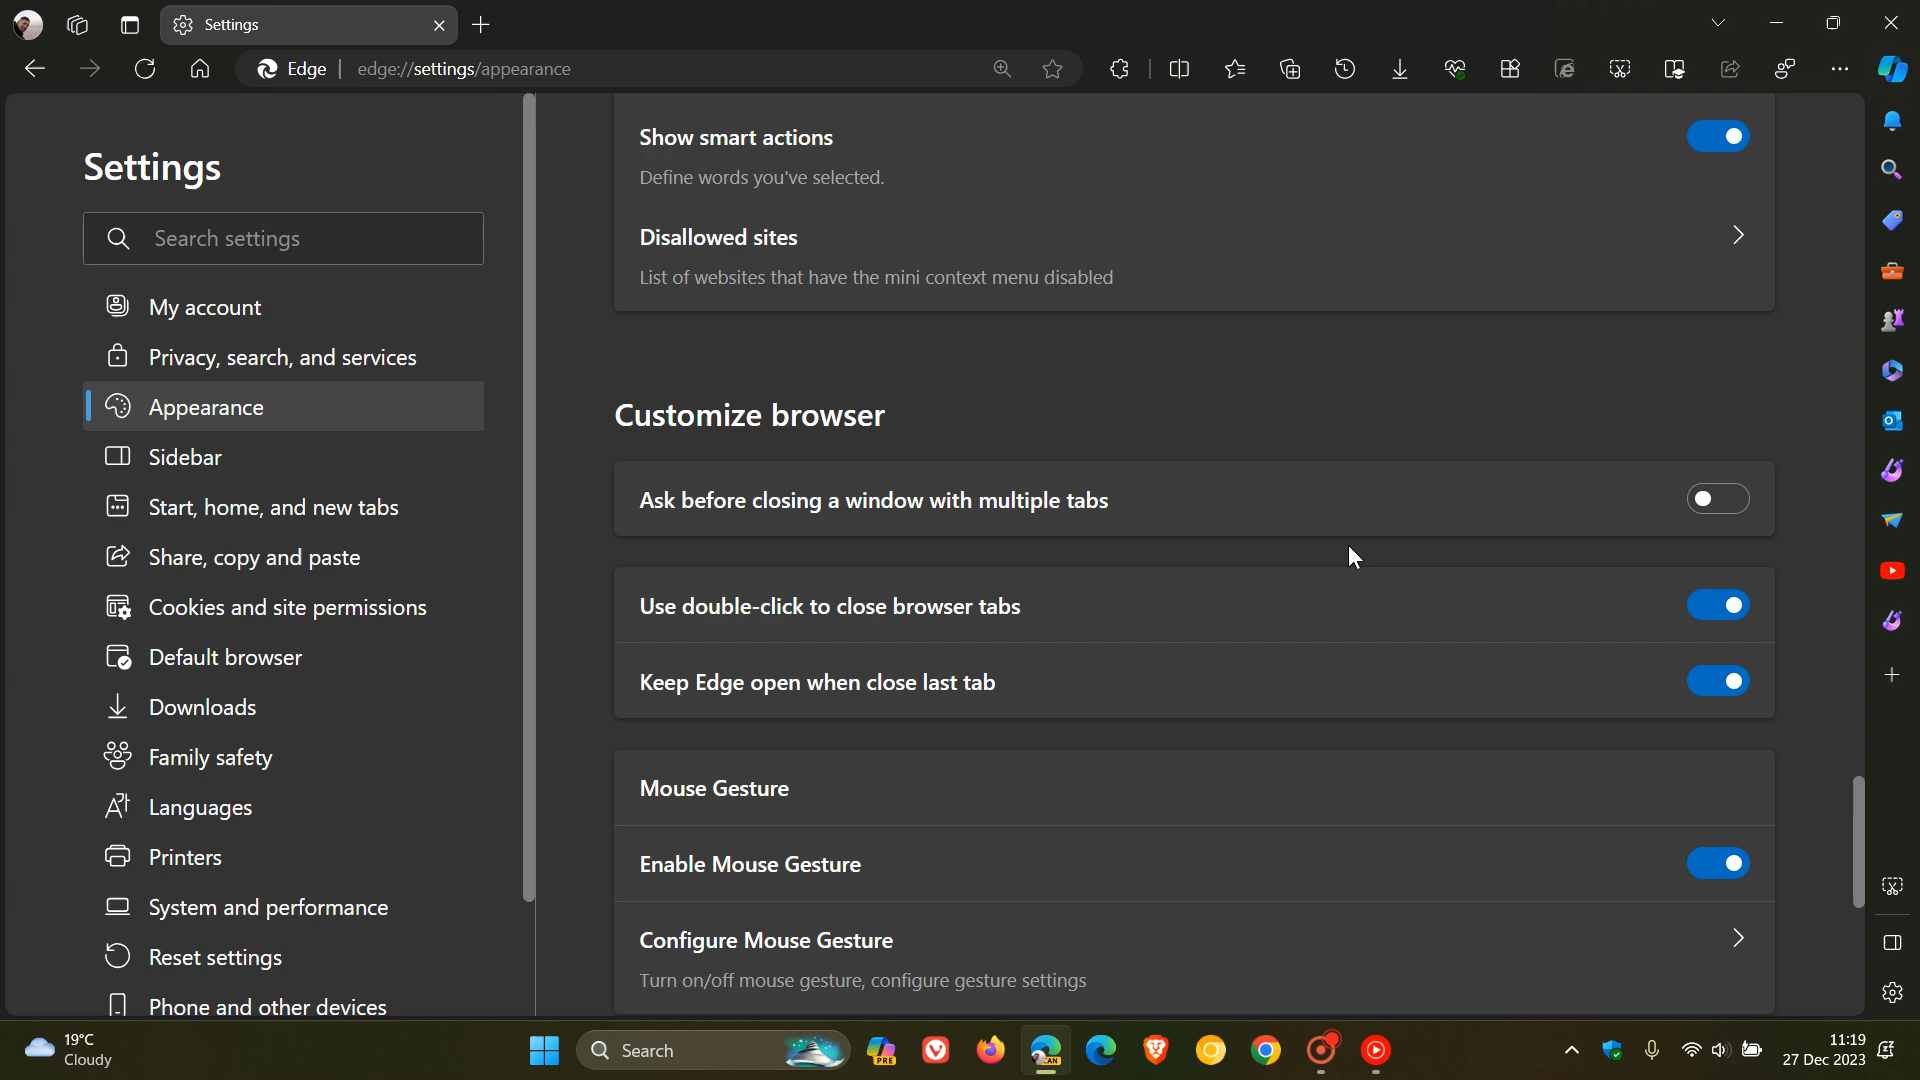 Settings
Edge
edge://settings/appearance
Settings
Search settings
My account
Privacy, search, and services
Appearance
Sidebar
Start, home, and new tabs
Share, copy and paste
Cookies and site permissions
Default browser
Downloads
Family safety
Languages
Printers
System and performance
Reset settings
Phone and other devices
Show smart actions
Define words you've selected.
Disallowed sites
List of websites that have the mini context menu disabled
Customize browser
Ask before closing a window with multiple tabs
Use double-click to close browser tabs
Keep Edge open when close last tab
Mouse Gesture
Enable Mouse Gesture
Configure Mouse Gesture
Turn on/off mouse gesture, configure gesture settings
19°C
Cloudy
Search
PRE
CAN
11:19
27 Dec 2023